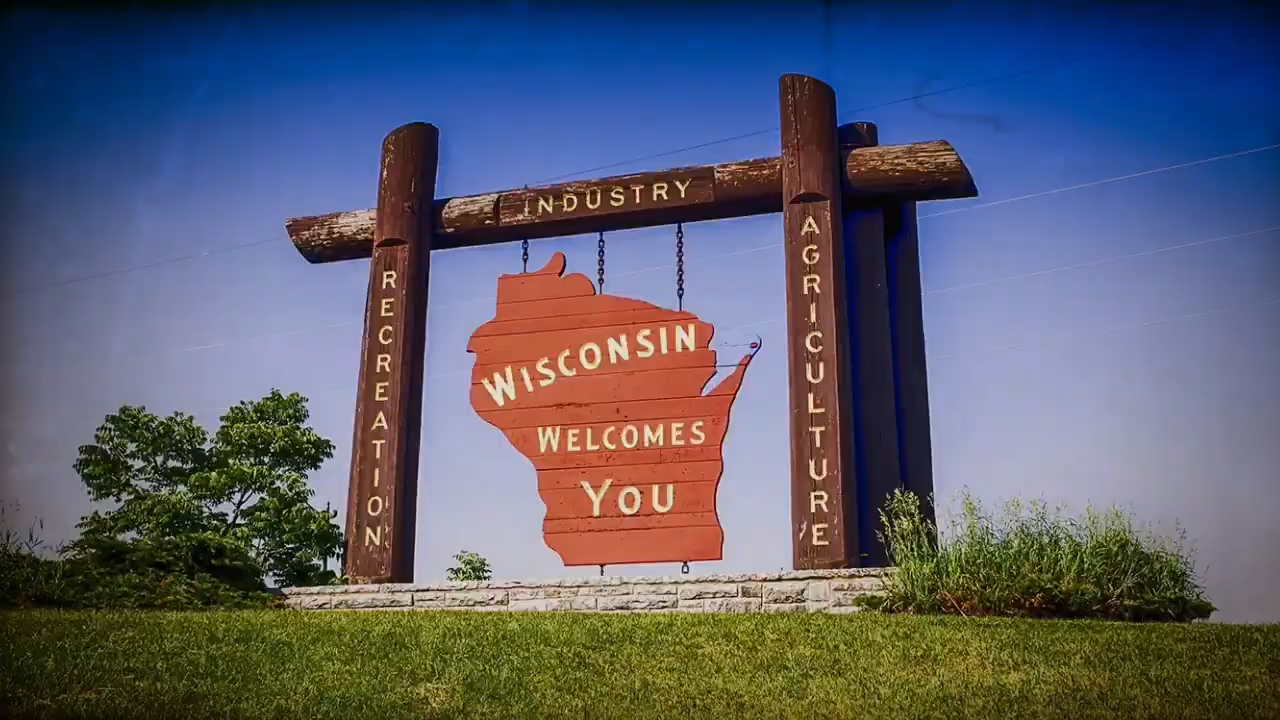 INDUSTRY
RECREATION
AGRICULTURE
WISCONSIN
WELCOMES
YOU